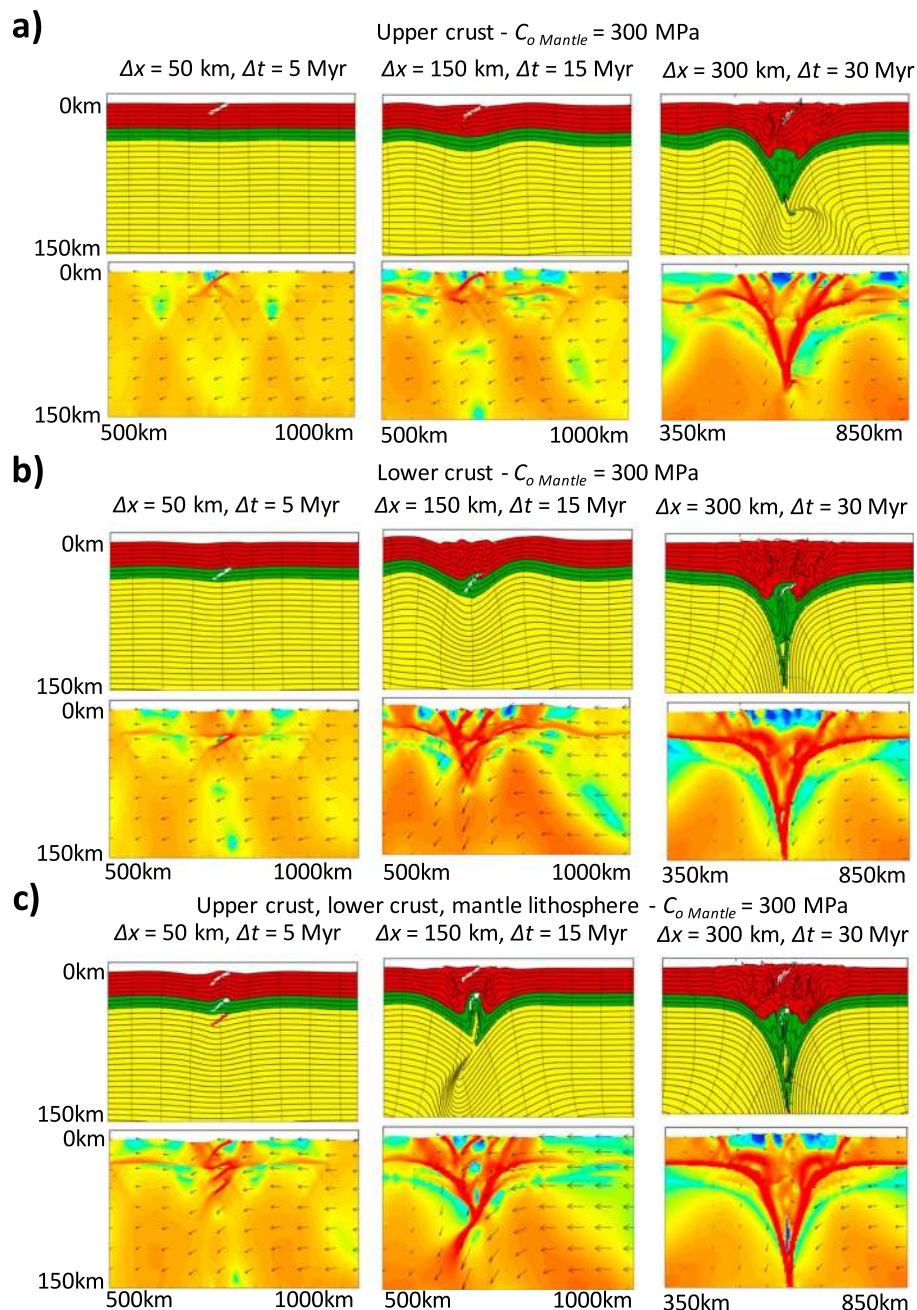 a)
Upper crust - Co Mantle = 300 MPa
Δx = 50 km, Δt = 5 Myr
Δx = 150 km, Δt = 15 Myr
Δx = 300 km, Δt = 30 Myr
0km
150km
0km
150km
500km 1000km
500km 1000km
350km 850km
b)
Lower crust - Co Mantle = 300 MPa
Δx = 50 km, Δt = 5 Myr
Δx = 150 km, Δt = 15 Myr
Δx = 300 km, Δt = 30 Myr
0km
150km
0km
150km
500km 1000km
500km 1000km
350km 850km
c)
Upper crust, lower crust, mantle lithosphere - Co Mantle = 300 MPa
Δx = 50 km, Δt = 5 Myr
Δx = 150 km, Δt = 15 Myr
Δx = 300 km, Δt = 30 Myr
0km
150km
0km
150km
500km 1000km
500km 1000km
350km 850km